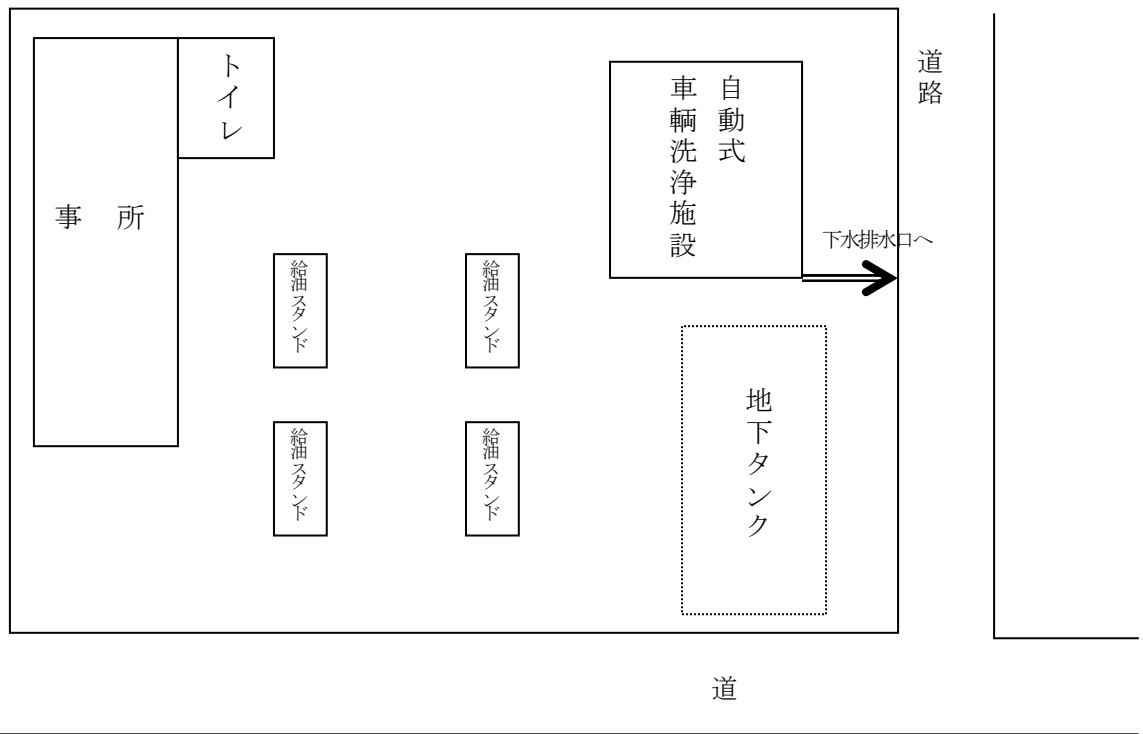 トイレ
事 所
自動式
車輌洗浄施設
道路
下水排水口へ
給油スタンド
給油スタンド
給油スタンド
給油スタンド
地下タンク
道